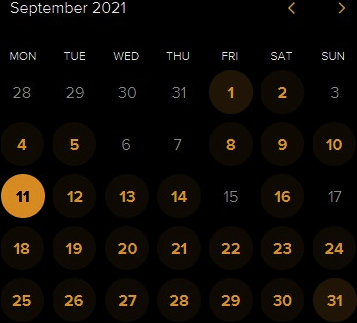 September 2021
MON TUE WED THU FRI SAT SUN
28 29 30 31 1 2 3
4 5 6 7 8 9 10
11 12 13 14 15 16 17
18 19 20 21 22 23 24
25 26 27 28 29 30 31